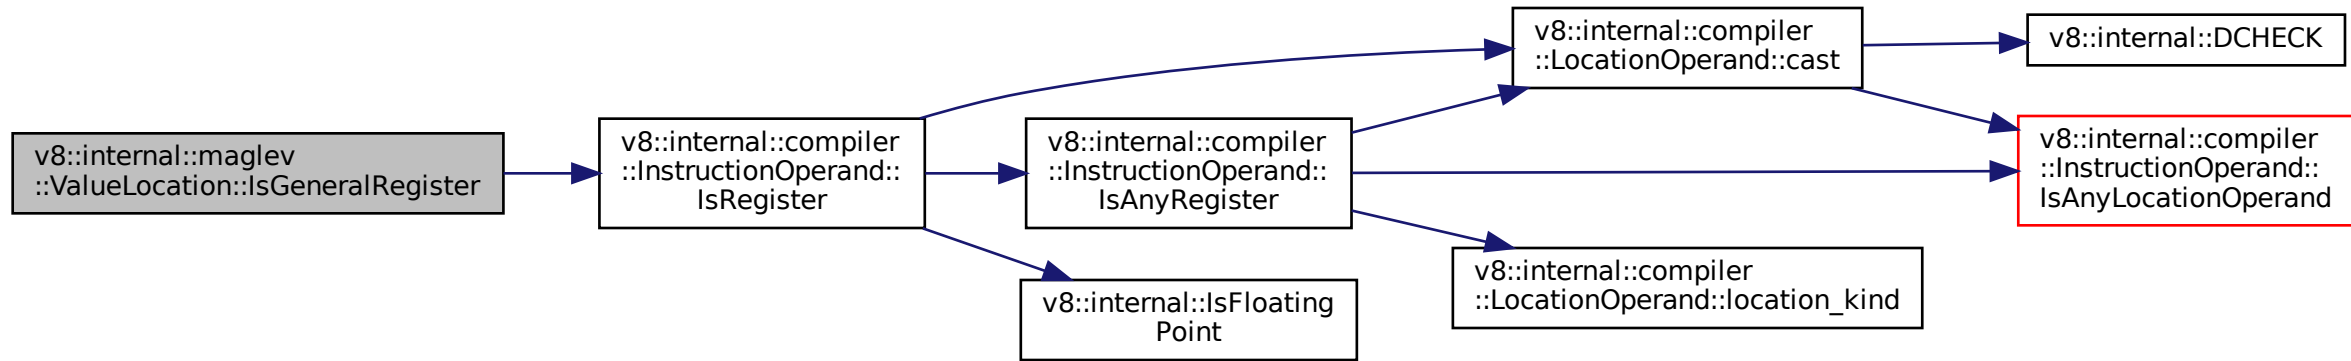 v8::internal::maglev
::ValueLocation::IsGeneralRegister
v8::internal::compiler
::InstructionOperand::
IsRegister
v8::internal::compiler
::InstructionOperand::
IsAnyRegister
v8::internal::IsFloating
Point
v8::internal::compiler
::LocationOperand::cast
v8::internal::compiler
::LocationOperand::location_kind
v8::internal::DCHECK
v8::internal::compiler
::InstructionOperand::
IsAnyLocationOperand